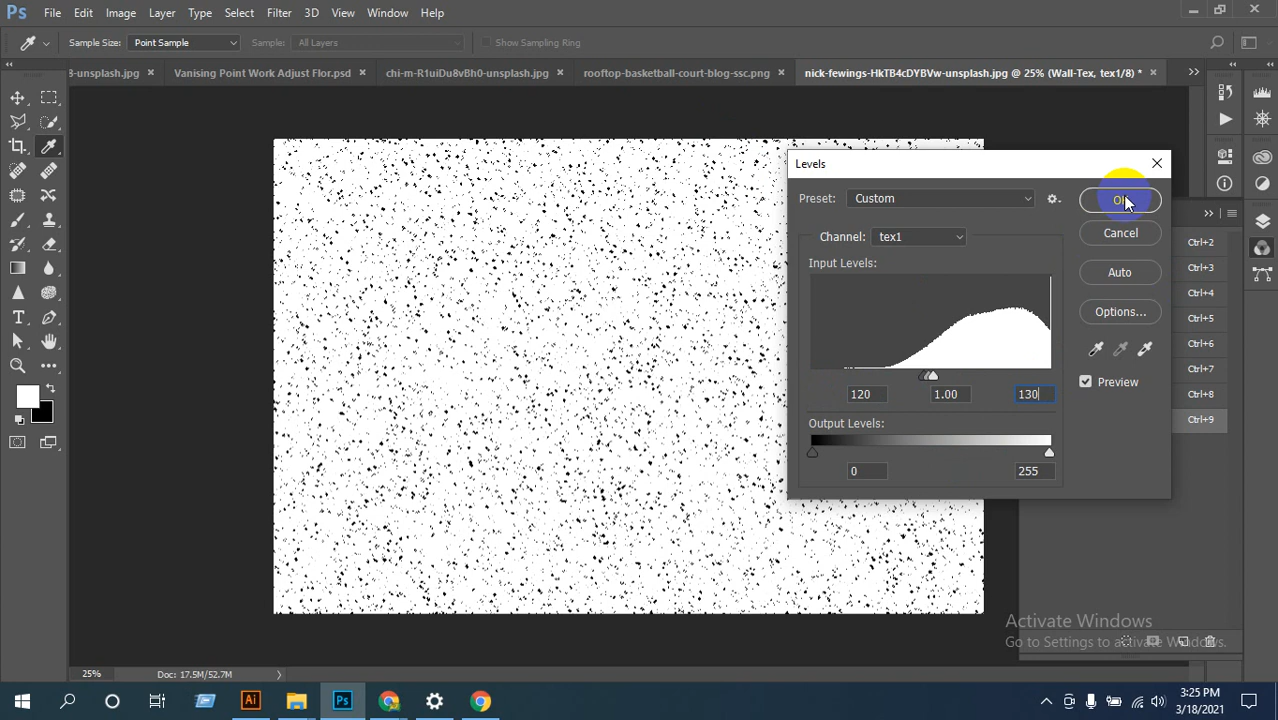 Ps File Edit Image Layer Type Select Filter 3D View Window Help
Sample Size: Point Sample Sample: All Layers Show Sampling Ring
8-unsplash.jpg Vanising Point Work Adjust Flor.psd chi-m-R1uiDu8vBh0-unsplash.jpg rooftop-basketball-court-blog-ssc.png nick-fewings-HkTB4cDYBVw-unsplash.jpg @ 25% (Wall-Tex, tex1/8) *
Levels
Preset: Custom
Cancel
Channel: tex1
Input Levels:
Auto
Options...
Preview
120 1.00 130
Output Levels:
0 255
Ctrl+2
Ctrl+3
Ctrl+4
Ctrl+5
Ctrl+6
Ctrl+7
Ctrl+8
Ctrl+9
Activate Windows
Go to Settings to activate Windows.
25% Doc: 17.5M/52.7M
Ai Ps
3:25 PM
3/18/2021